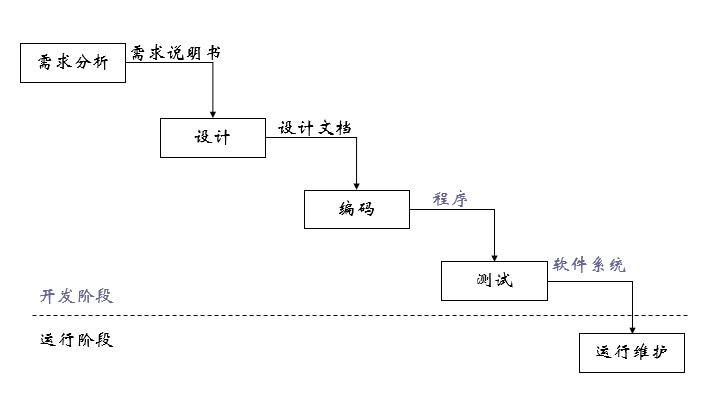 需求分析
需求说明书
设计
设计文档
编码
程序
测试
软件系统
开发阶段
运行阶段
运行维护